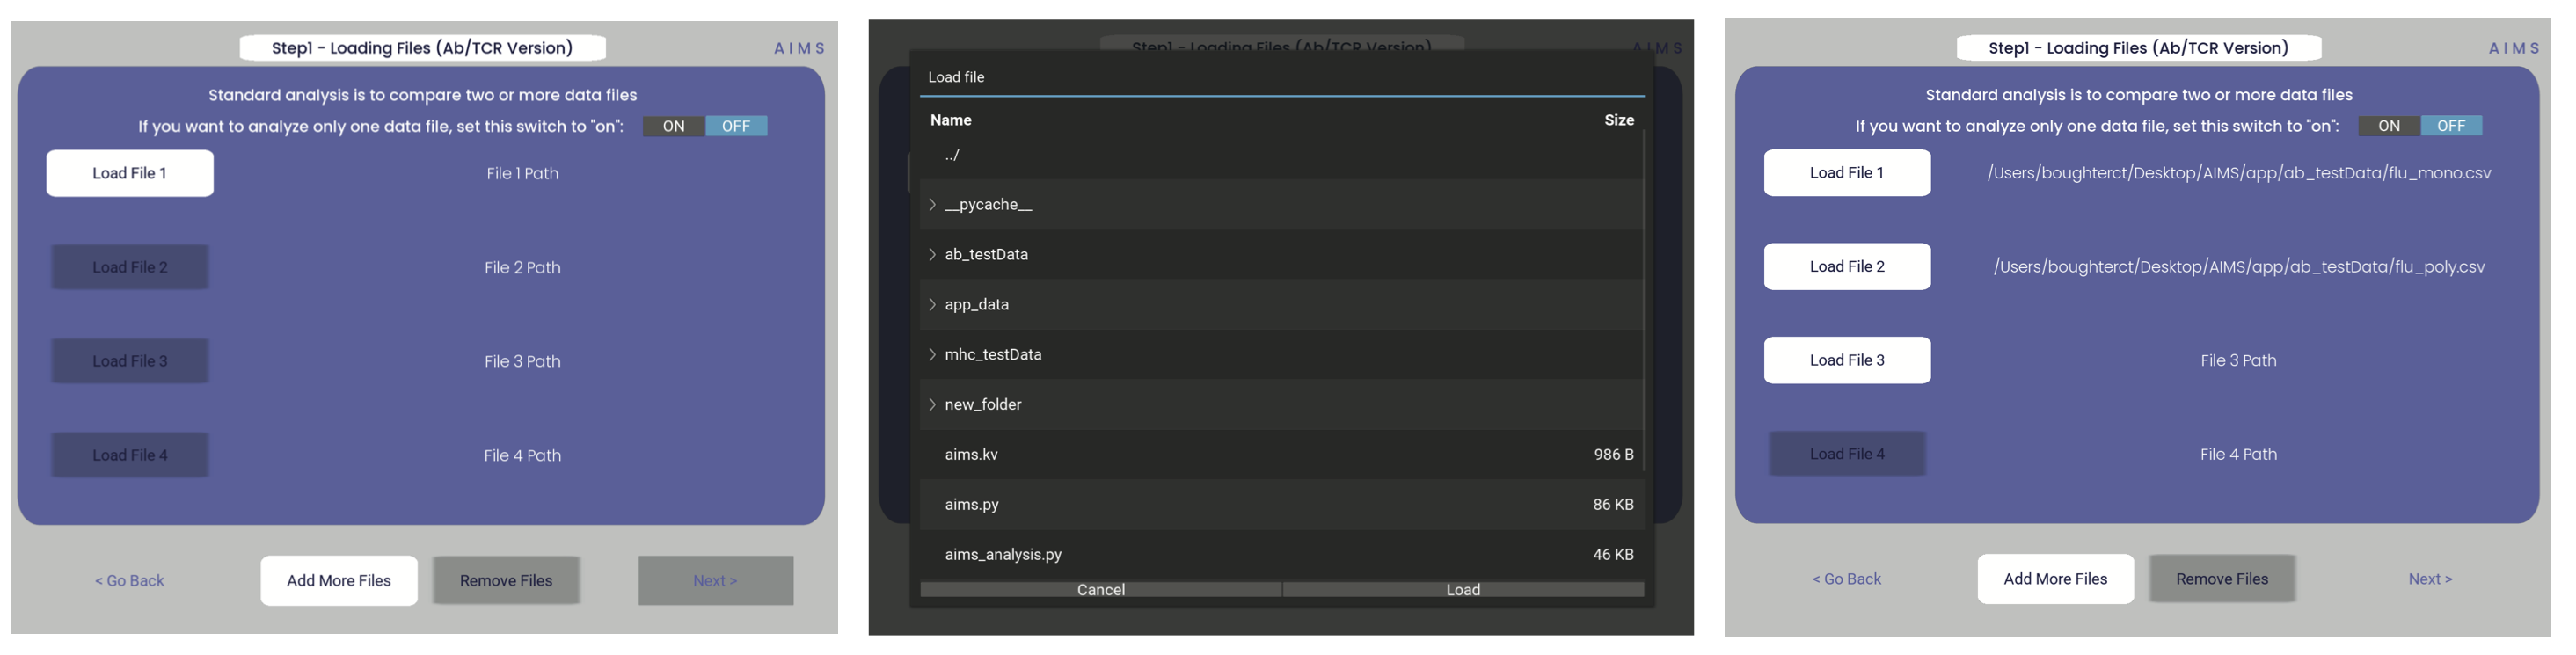 Step1 - Loading Files (Ab/TCR Version)
AIMS
Standard analysis is to compare two or more data files
If you want to analyze only one data file, set this switch to "on":
ON
OFF
Load File 1
File 1 Path
Load File 2
File 2 Path
Load File 3
File 3 Path
Load File 4
File 4 Path
< Go Back
Add More Files
Remove Files
Next >
Step1 - Loading Files (Ab/TCR Version)
AIMS
Load file
Name
Size
../
__pycache__
ab_testData
app_data
mhc_testData
new_folder
aims.kv
986 B
aims.py
86 KB
aims_analysis.py
46 KB
Cancel
Load
Step1 - Loading Files (Ab/TCR Version)
AIMS
Standard analysis is to compare two or more data files
If you want to analyze only one data file, set this switch to "on":
ON
OFF
Load File 1
/Users/boughterct/Desktop/AIMS/app/ab_testData/flu_mono.csv
Load File 2
/Users/boughterct/Desktop/AIMS/app/ab_testData/flu_poly.csv
Load File 3
File 3 Path
Load File 4
File 4 Path
< Go Back
Add More Files
Remove Files
Next >